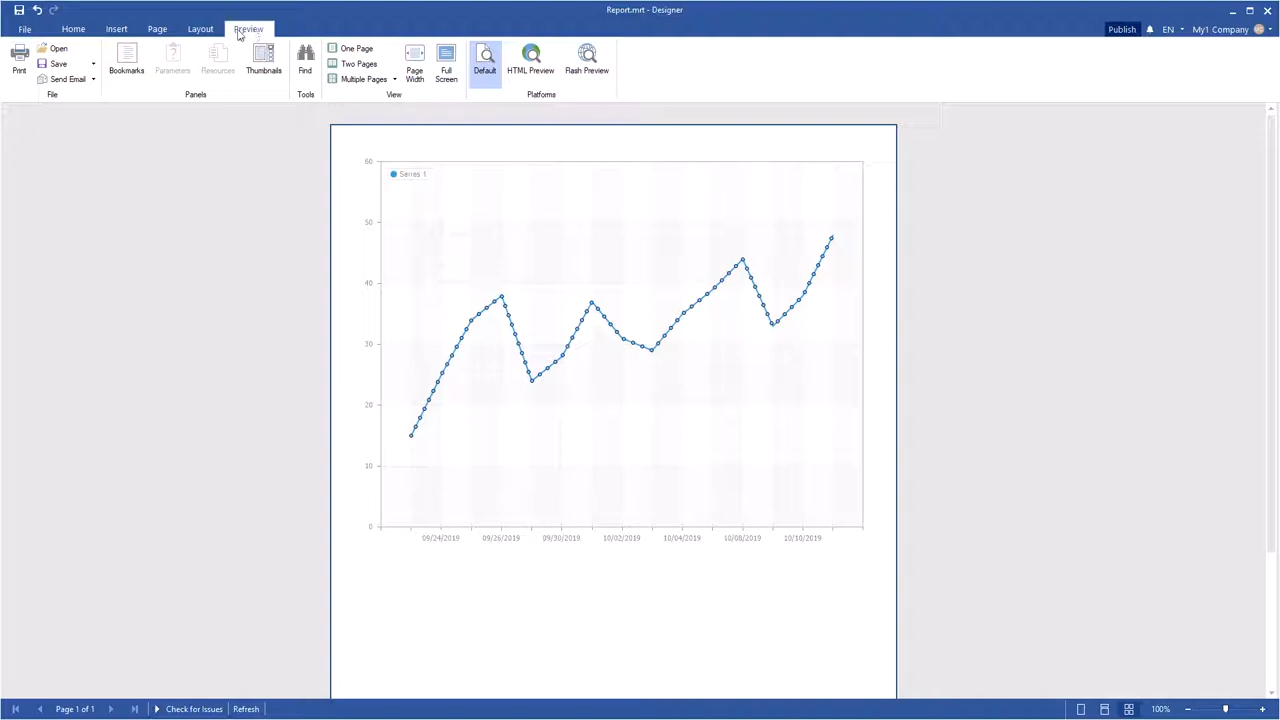 Report.mrt - Designer
File Home Insert Page Layout Preview
Publish EN My1 Company
Print Open Save Send Email
Bookmarks Parameters Resources Thumbnails
Find
One Page Two Pages Multiple Pages Page Width Full Screen
Default HTML Preview Flash Preview
File Panels Tools View Platforms
60
Series 1
50
40
30
20
10
0
09/24/2019 09/26/2019 09/30/2019 10/02/2019 10/04/2019 10/08/2019 10/10/2019
Page 1 of 1 Check for Issues Refresh 100%